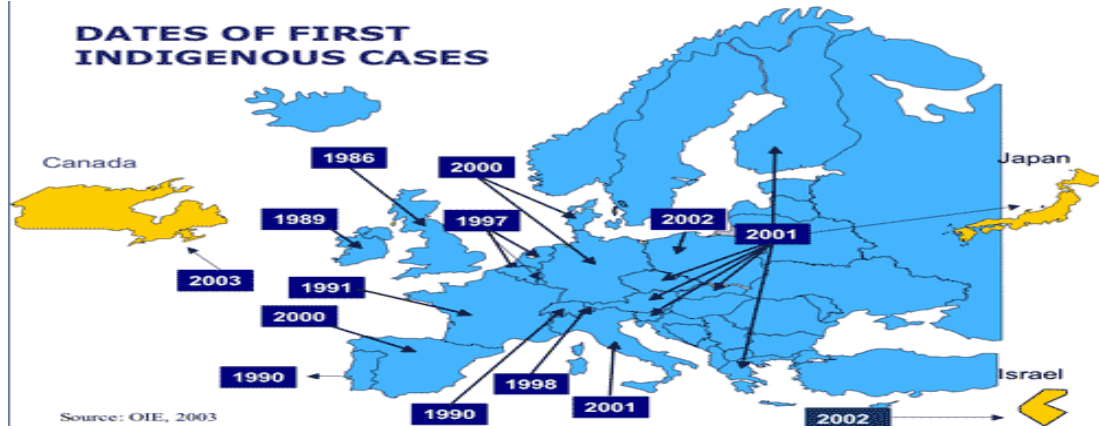 DATES OF FIRST
INDIGENOUS CASES
Canada
1986
2000
Japan
1989
1997
2002
2001
2003
1991
2000
1990
1998
1990
2001
Israel
2002
Source: OIE, 2003